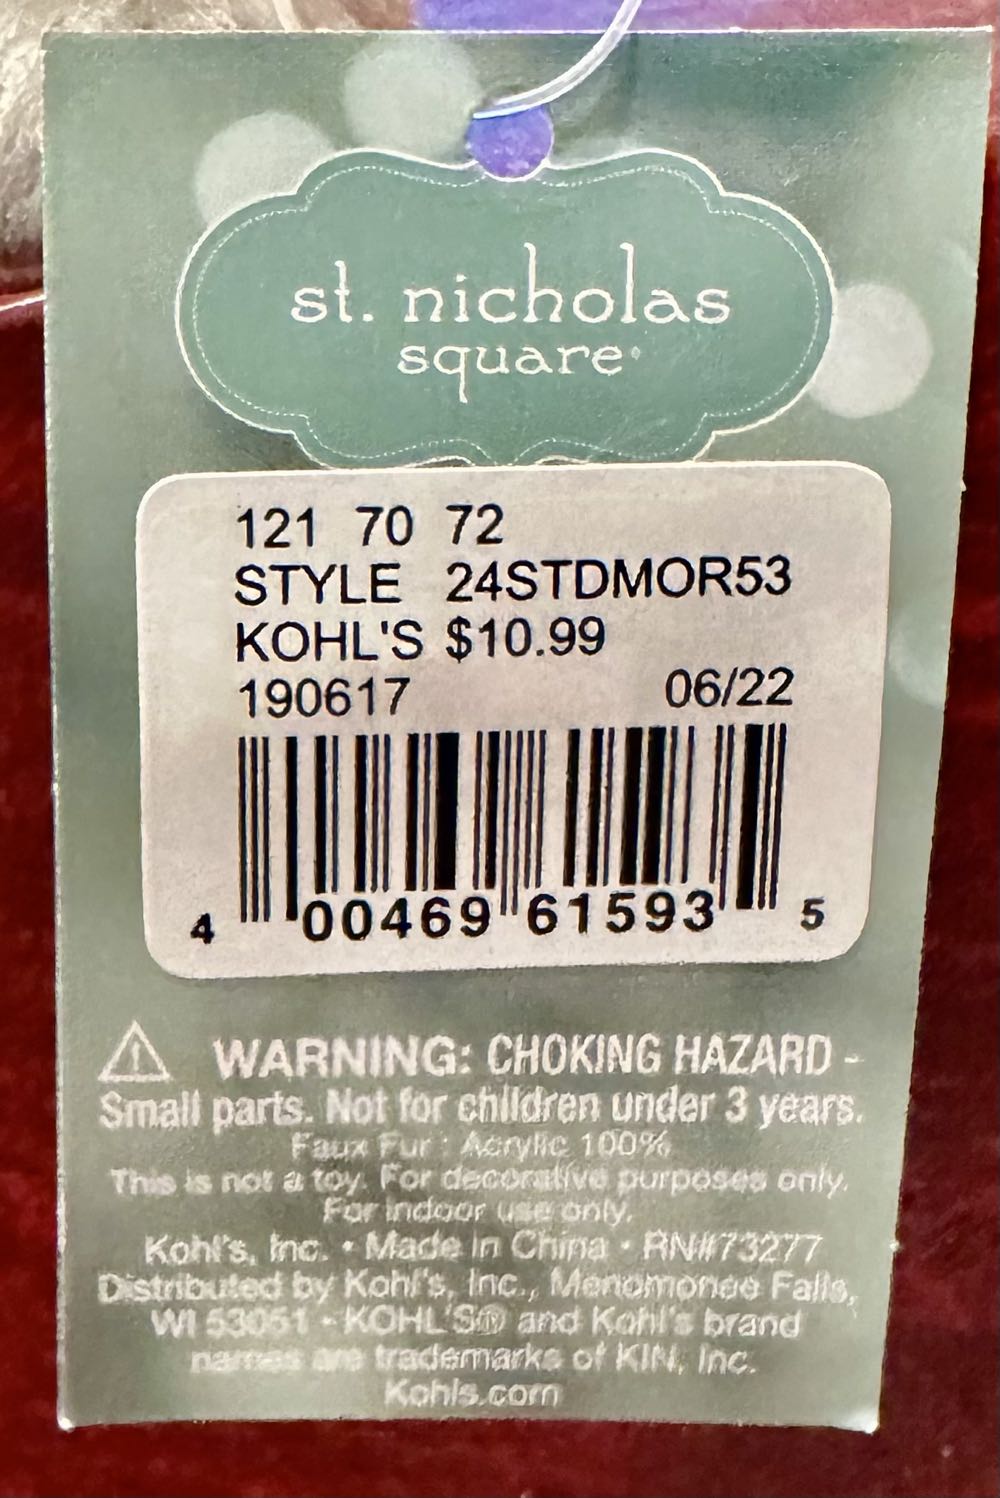 st. nicholas
square®
121 70 72
STYLE 24STDMOR53
KOHL'S $10.99
190617 06/22
4 00469 61593 5
WARNING: CHOKING HAZARD -
Small parts. Not for children under 3 years.
Faux Fur : Acrylic 100%
This is not a toy. For decorative purposes only.
For indoor use only.
Kohl's, Inc. • Made in China • RN#73277
Distributed by Kohl's, Inc., Menomonee Falls,
WI 53051 - KOHL'S® and Kohl's brand
names are trademarks of KIN, Inc.
Kohls.com